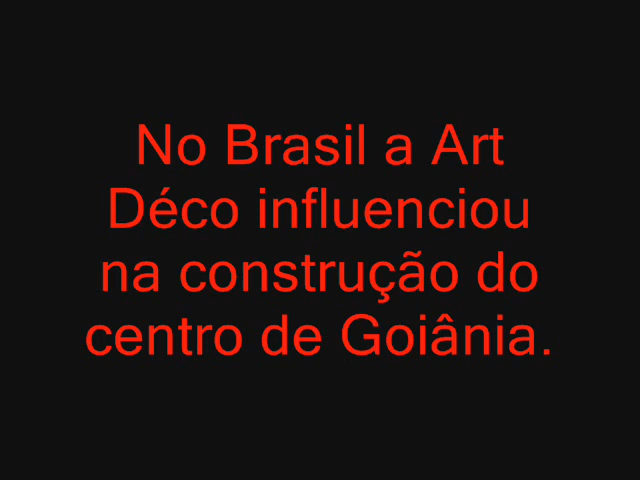 No Brasil a Art
Déco influenciou
na construção do
centro de Goiânia.